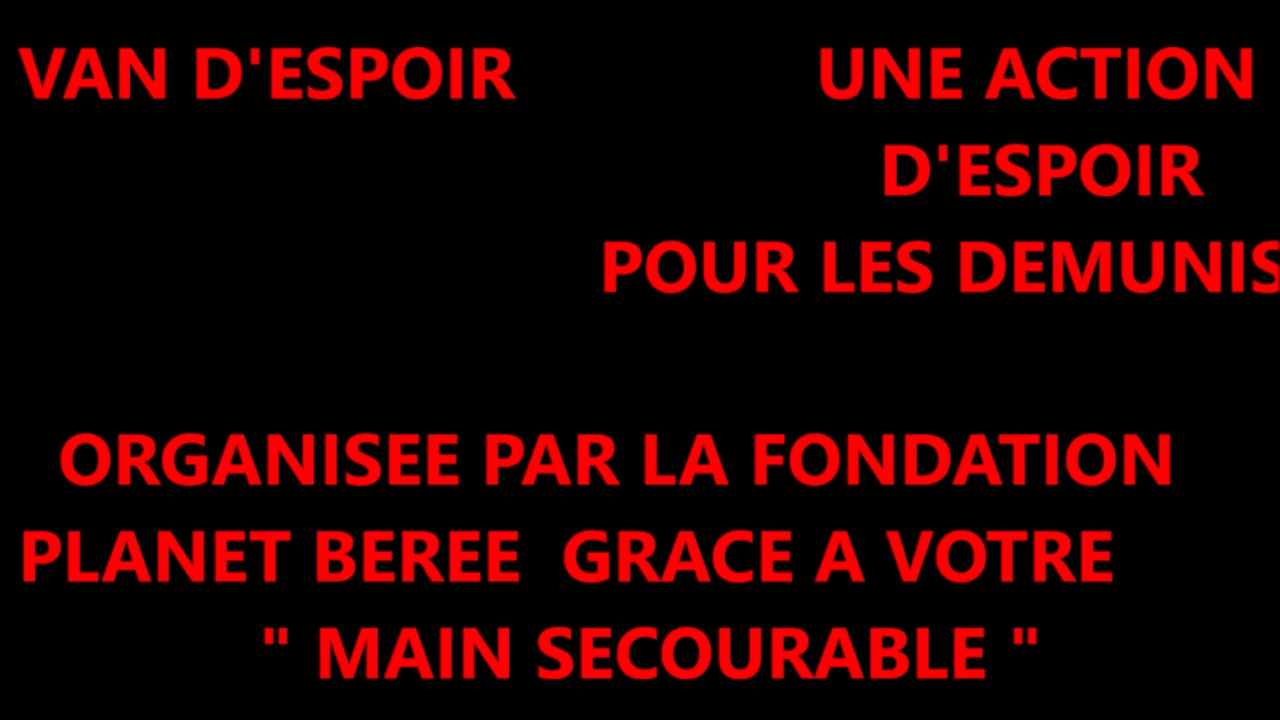 VAN D'ESPOIR UNE ACTION
D'ESPOIR
POUR LES DEMUNIS
ORGANISEE PAR LA FONDATION
PLANET BEREE GRACE A VOTRE
" MAIN SECOURABLE "